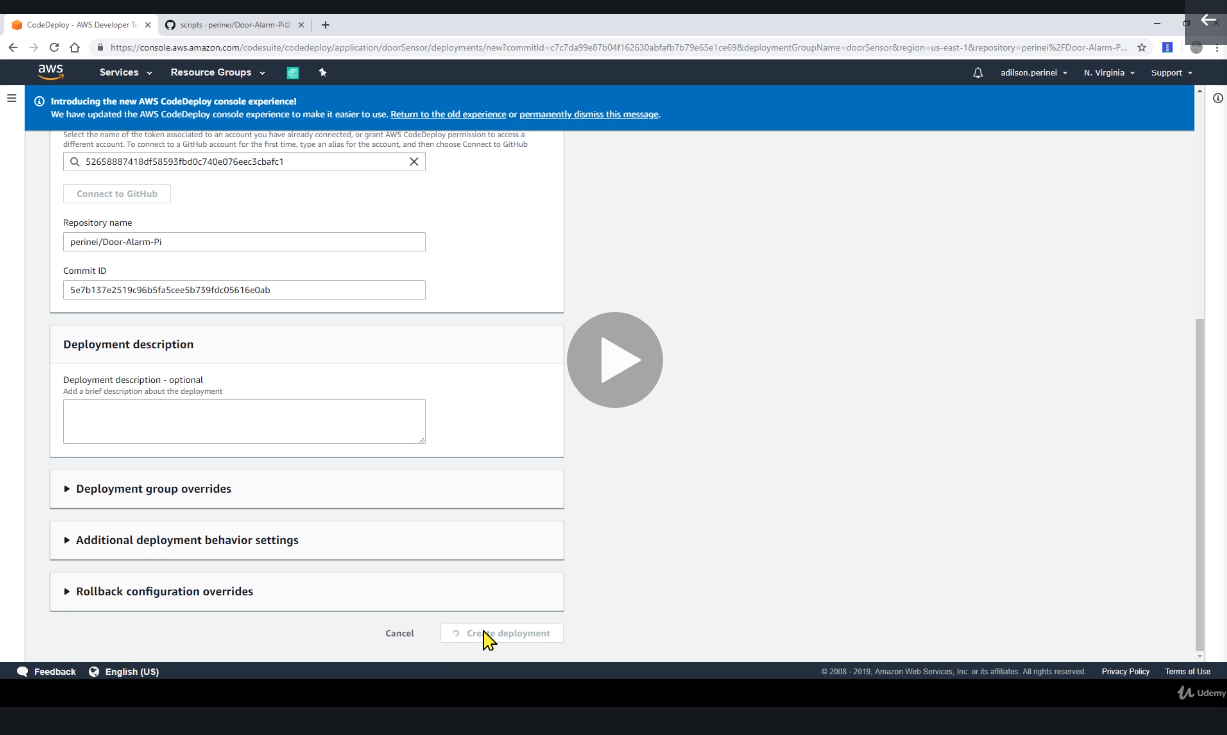 CodeDeploy - AWS Developer To
scripts · perinei/Door-Alarm-Pi©
https://console.aws.amazon.com/codesuite/codedeploy/application/doorSensor/deployments/new?commitId=c7c7da99e87b04f162630abfafb7b79e65e1ce69&deploymentGroupName=doorSensor&region=us-east-1&repository=perinei%2FDoor-Alarm-P...
aws
Services
Resource Groups
adilson.perinei
N. Virginia
Support
Introducing the new AWS CodeDeploy console experience!
We have updated the AWS CodeDeploy console experience to make it easier to use. Return to the old experience or permanently dismiss this message.
Select the name of the token associated to an account you have already connected, or grant AWS CodeDeploy permission to access a
different account. To connect to a GitHub account for the first time, type an alias for the account, and then choose Connect to GitHub
52658887418df58593fbd0c740e076eec3cbafc1
Connect to GitHub
Repository name
perinei/Door-Alarm-Pi
Commit ID
5e7b137e2519c96b5fa5cee5b739fdc05616e0ab
Deployment description
Deployment description - optional
Add a brief description about the deployment
Deployment group overrides
Additional deployment behavior settings
Rollback configuration overrides
Cancel
Create deployment
Feedback
English (US)
© 2008 - 2019, Amazon Web Services, Inc. or its affiliates. All rights reserved.
Privacy Policy
Terms of Use
Udemy